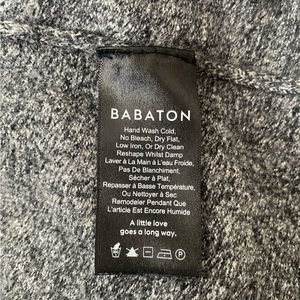 BABATON
Hand Wash Cold,
No Bleach, Dry Flat,
Low Iron, Or Dry Clean
Reshape Whilst Damp
Laver à La Main à L'eau Froide,
Pas De Blanchiment,
Sécher à Plat,
Repasser à Basse Température,
Ou Nettoyer à Sec
Remodeler Pendant Que
L'article Est Encore Humide
A little love
goes a long way.